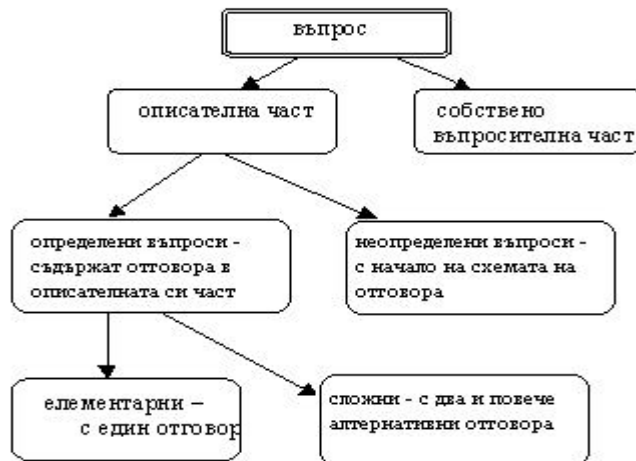 въпрос
описателна част
собствено
въпросителна част
определени въпроси -
съдържат отговора в
описателната си част
неопределени въпроси -
с начало на схемата на
отговора
елементарни –
с един отговор
сложни - с два и повече
алтернативни отговора